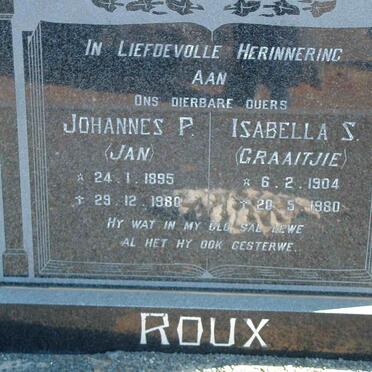 IN LIEFDEVOLLE HERINNERING
AAN
ONS DIERBARE OUERS
JOHANNES P.
(JAN)
☆ 24.1.1895
✝ 29.12.1980
ISABELLA S.
(GRAAITJIE)
☆ 6.2.1904
✝ 20.5.1980
HY WAT IN MY GLO SAL LEWE
AL HET HY OOK GESTERWE.
ROUX